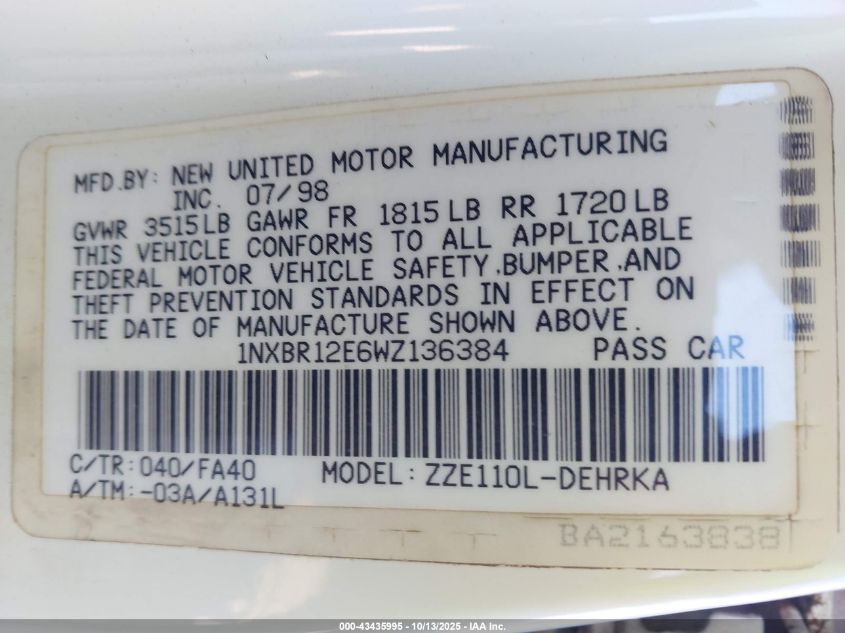 MFD.BY: NEW UNITED MOTOR MANUFACTURING
INC. 07/98
GVWR 3515LB GAWR FR 1815LB RR 1720LB
THIS VEHICLE CONFORMS TO ALL APPLICABLE
FEDERAL MOTOR VEHICLE SAFETY,BUMPER,AND
THEFT PREVENTION STANDARDS IN EFFECT ON
THE DATE OF MANUFACTURE SHOWN ABOVE.
1NXBR12E6WZ136384 PASS CAR
C/TR:040/FA40 MODEL:ZZE110L-DEHRKA
A/TM:-03A/A131L
BA2163838
000-43435995 - 10/13/2025 - IAA Inc.